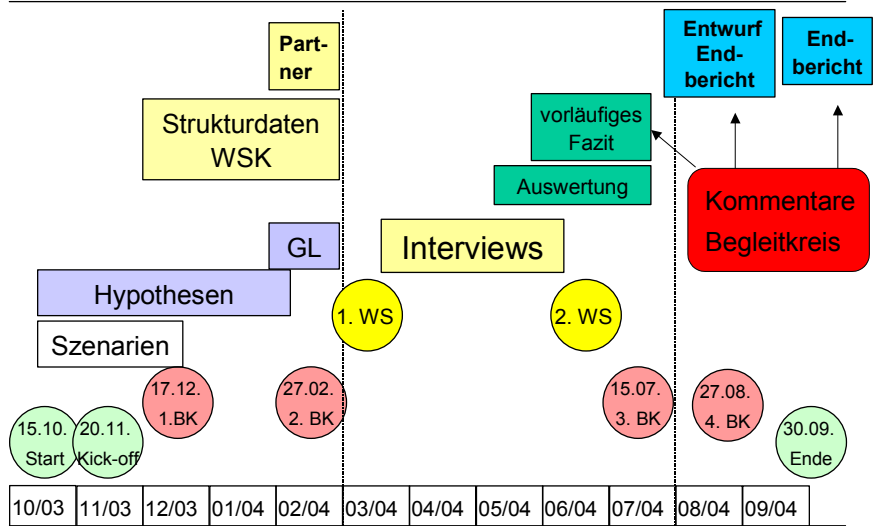 Part-
ner
Entwurf
End-
bericht
End-
bericht
Strukturdaten
WSK
vorläufiges
Fazit
Auswertung
Kommentare
Begleitkreis
GL
Interviews
Hypothesen
1. WS
2. WS
Szenarien
17.12.
1.BK
27.02.
2. BK
15.07.
3. BK
27.08.
4. BK
15.10.
Start
20.11.
Kick-off
30.09.
Ende
10/03 11/03 12/03 01/04 02/04 03/04 04/04 05/04 06/04 07/04 08/04 09/04